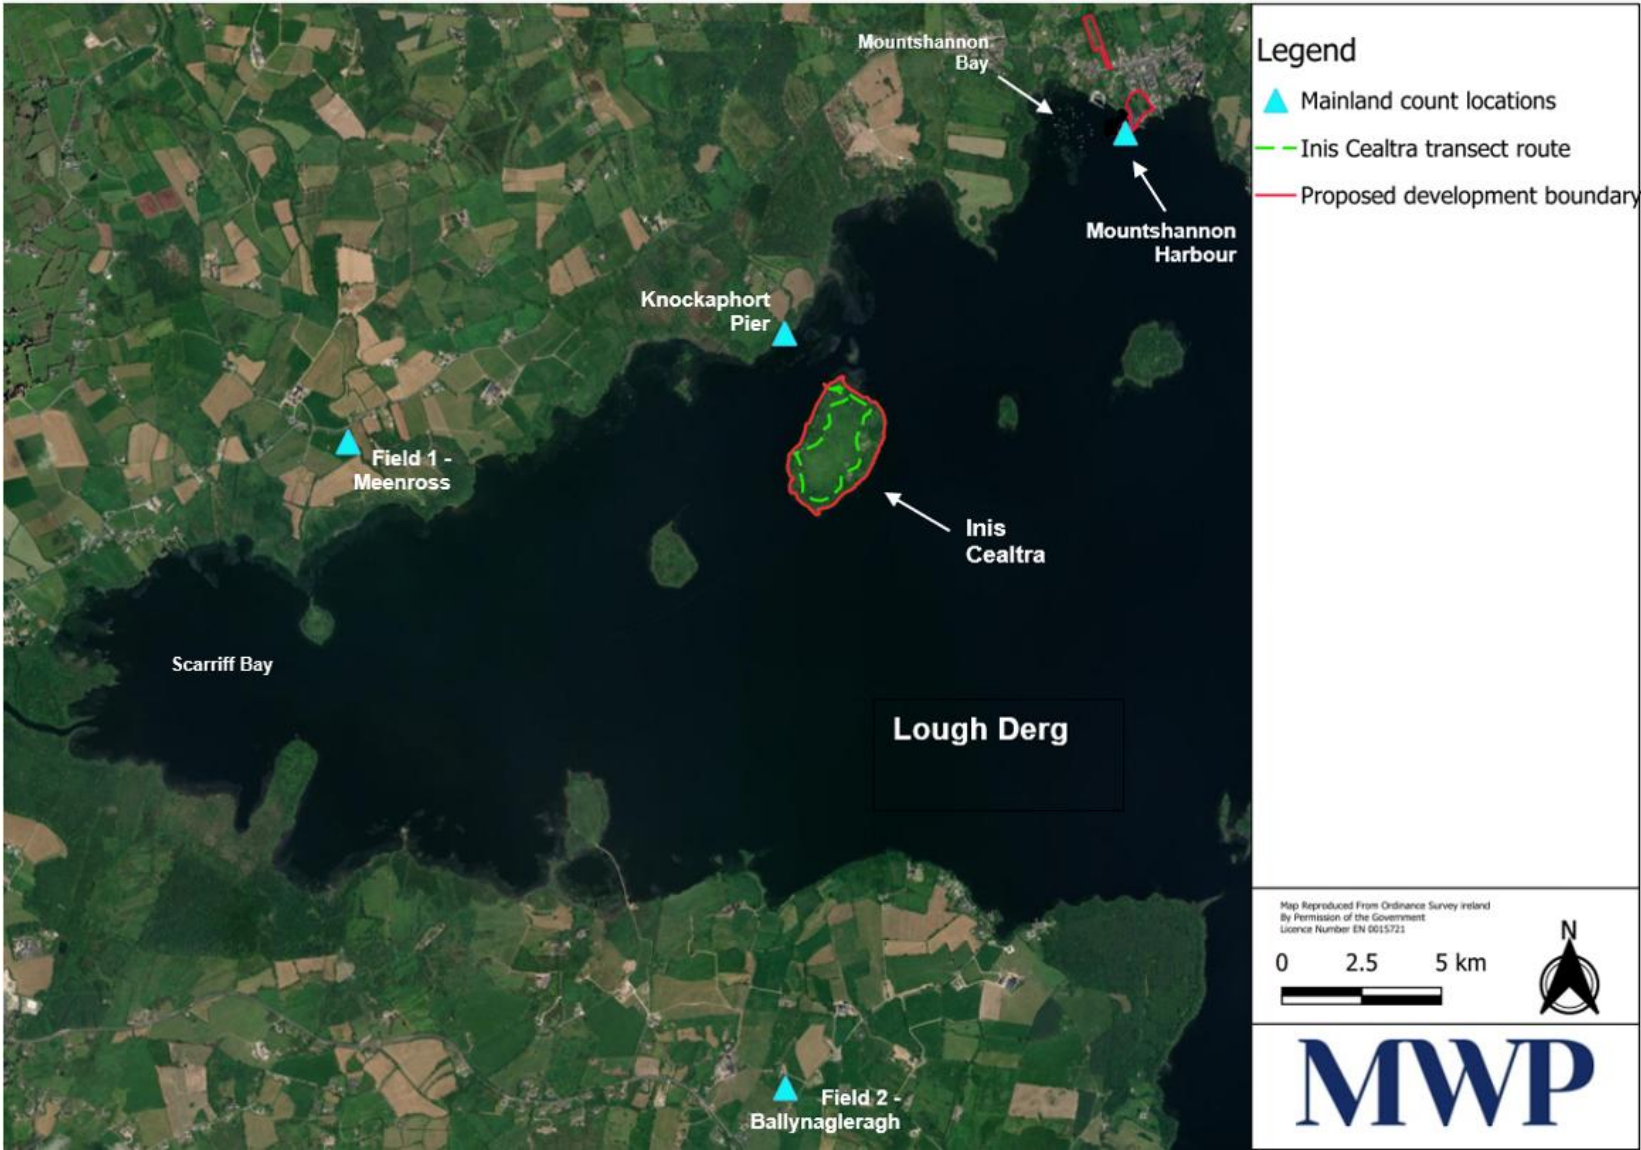 Mountshannon
Bay
Mountshannon
Harbour
Knockaphort
Pier
Field 1 -
Meenross
Inis
Cealtra
Scarriff Bay
Lough Derg
Field 2 -
Ballynagleragh
Legend
Mainland count locations
Inis Cealtra transect route
Proposed development boundary
Map Reproduced From Ordinance Survey Ireland
By Permission of the Government
Licence Number EN 0015721
N
0 2.5 5 km
MWP